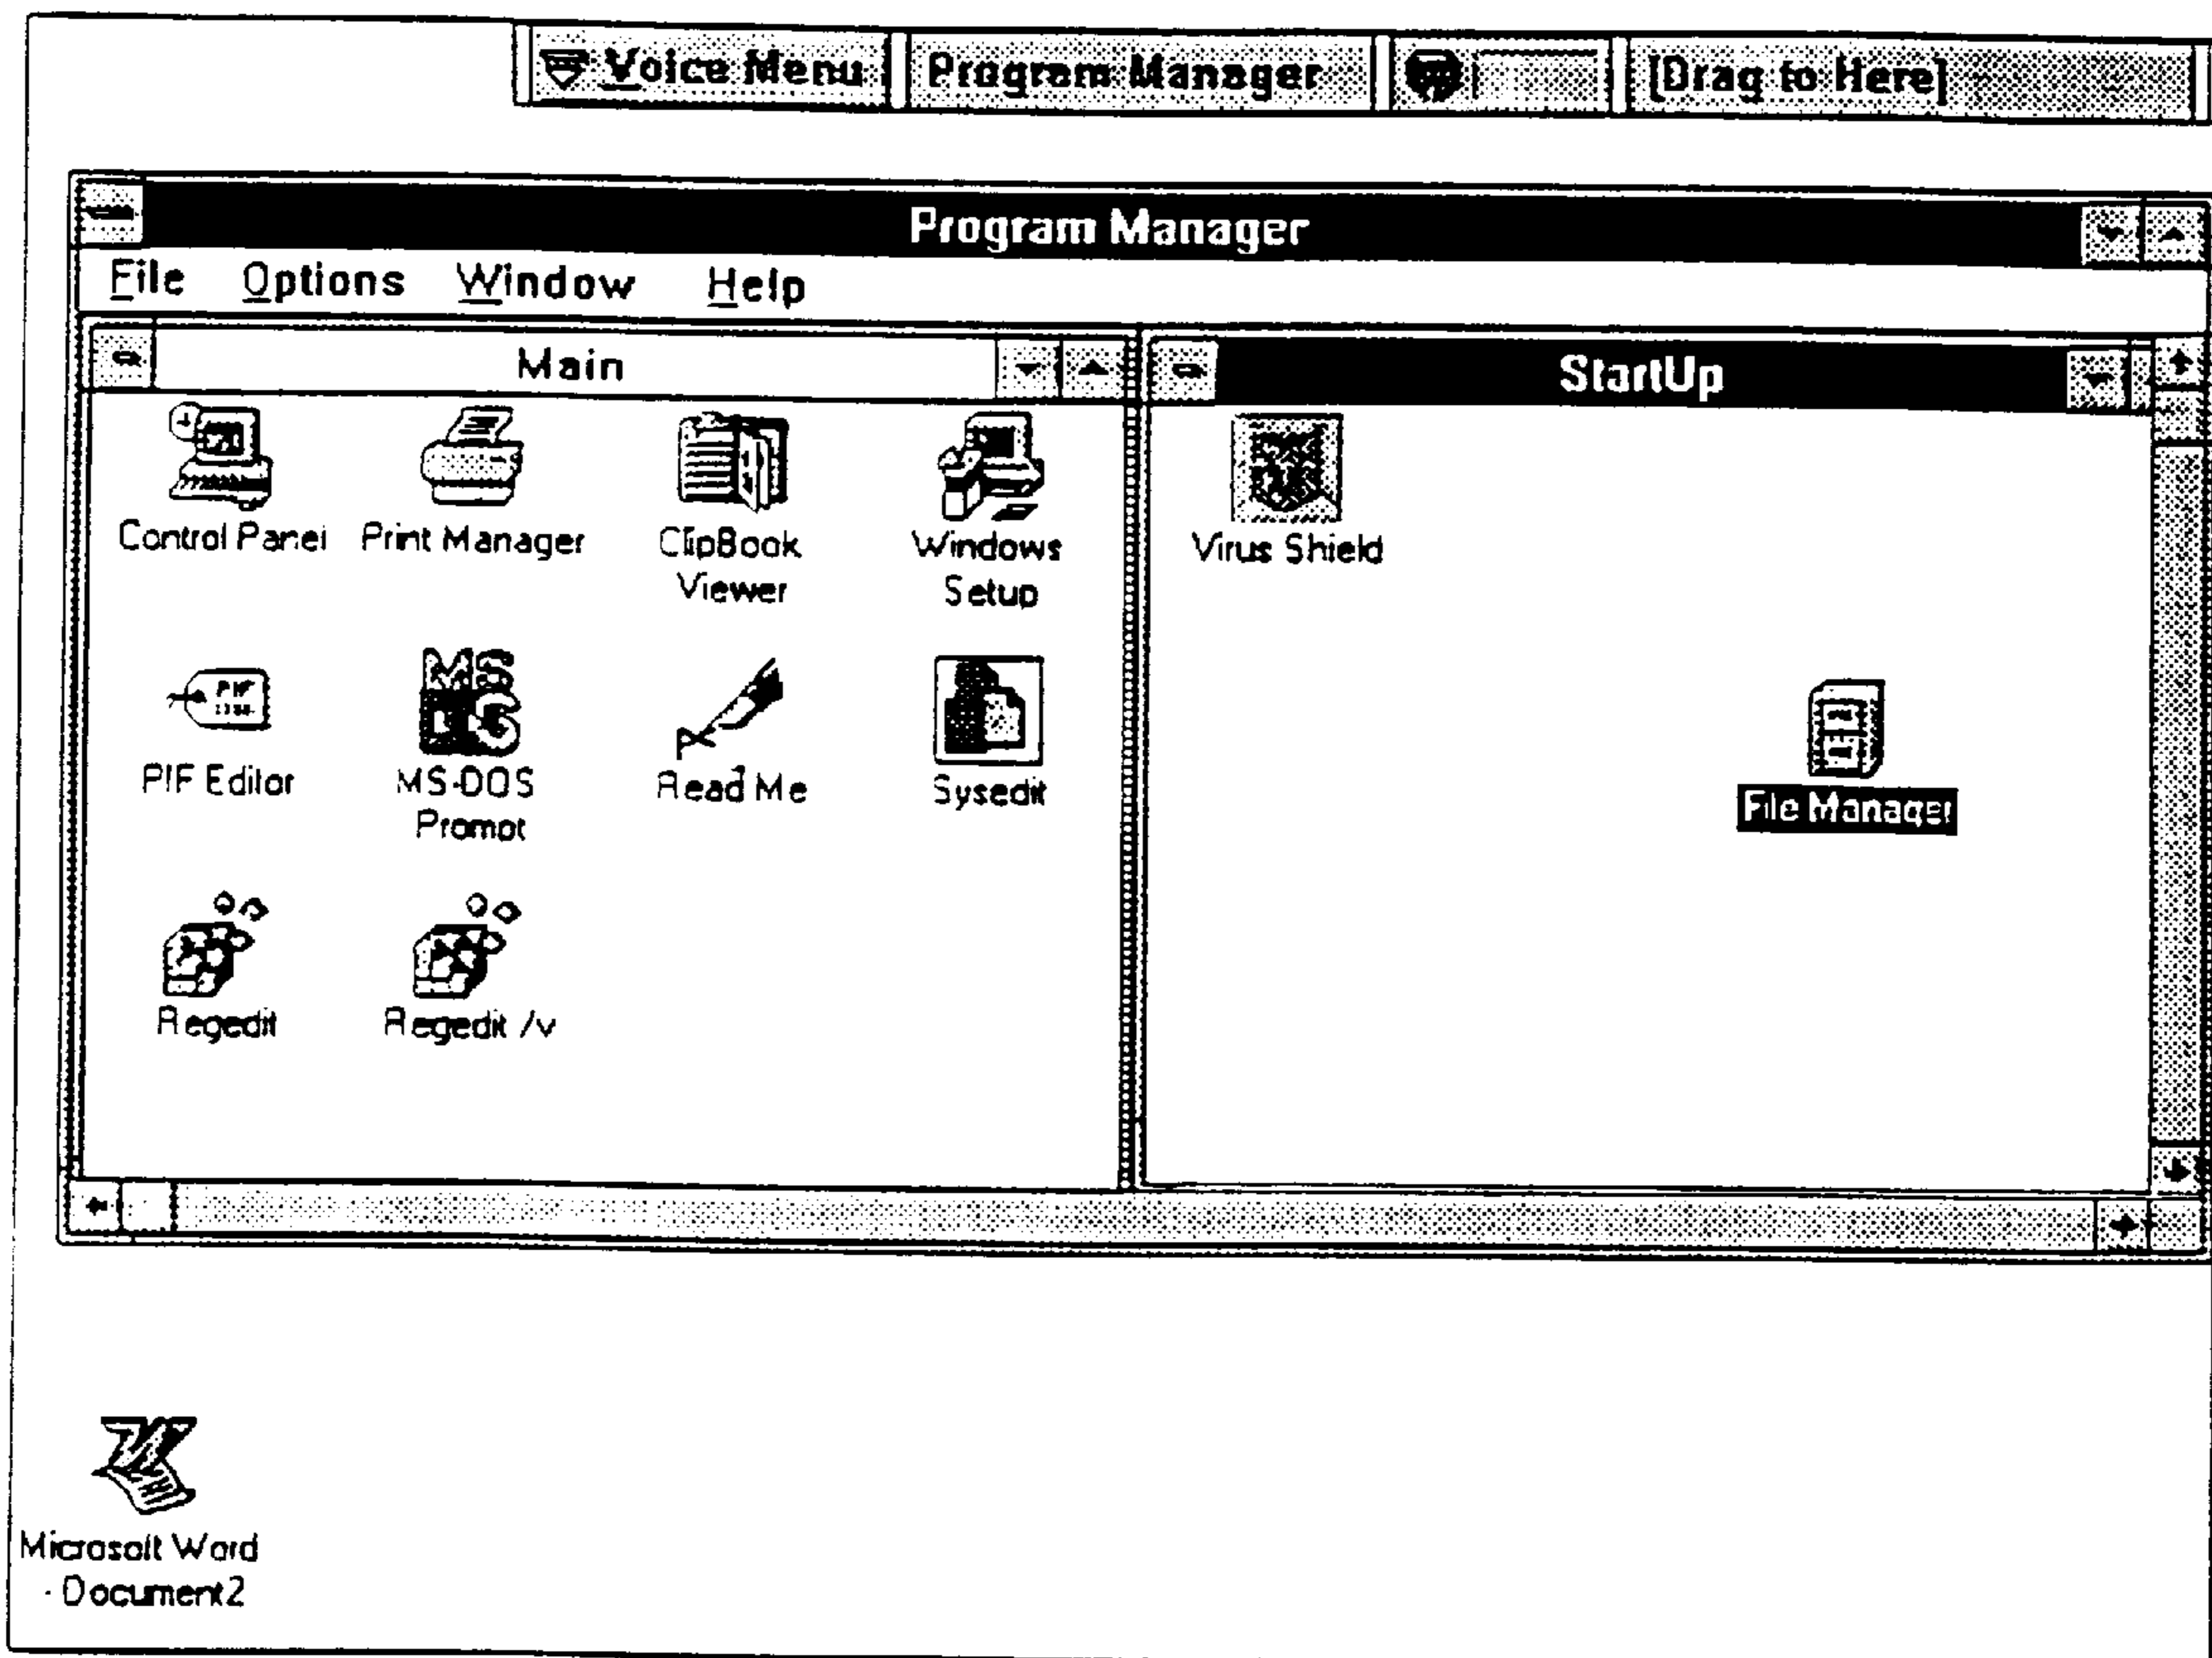 Voice Menu Program Manager [Drag to Here]
Program Manager
File Options Window Help
Main
StartUp
Control Panel Print Manager ClipBook Windows Virus Shield
Viewer Setup
PIF Editor MS-DOS Read Me Sysedit File Manager
Prompt
Regedit Regedit /v
Microsoft Word
- Document2